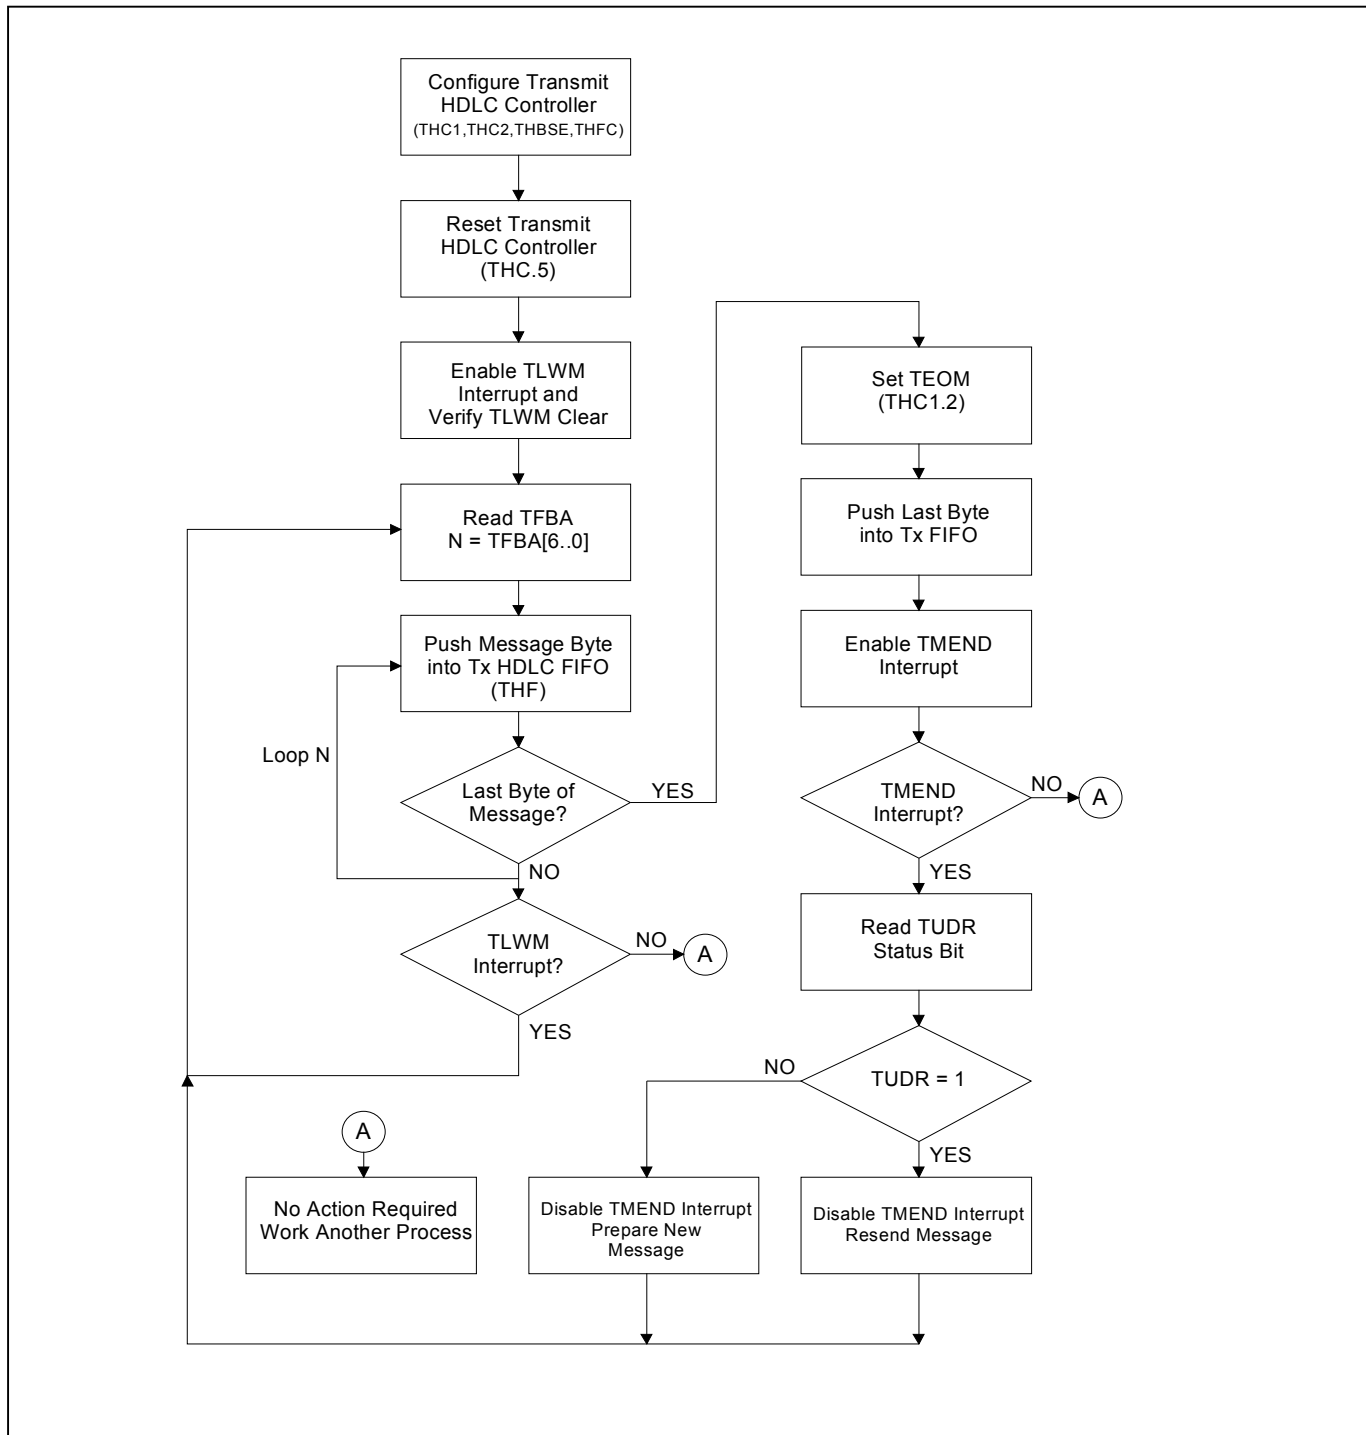 Configure Transmit
HDLC Controller
(THC1,THC2,THBSE,THFC)
Reset Transmit
HDLC Controller
(THC.5)
Enable TLWM
Interrupt and
Verify TLWM Clear
Read TFBA
N = TFBA[6..0]
Push Message Byte
into Tx HDLC FIFO
(THF)
Loop N
Last Byte of
Message?
YES
NO
TLWM
Interrupt?
NO
A
YES
A
No Action Required
Work Another Process
Set TEOM
(THC1.2)
Push Last Byte
into Tx FIFO
Enable TMEND
Interrupt
TMEND
Interrupt?
NO
A
YES
Read TUDR
Status Bit
TUDR = 1
NO
YES
Disable TMEND Interrupt
Prepare New
Message
Disable TMEND Interrupt
Resend Message